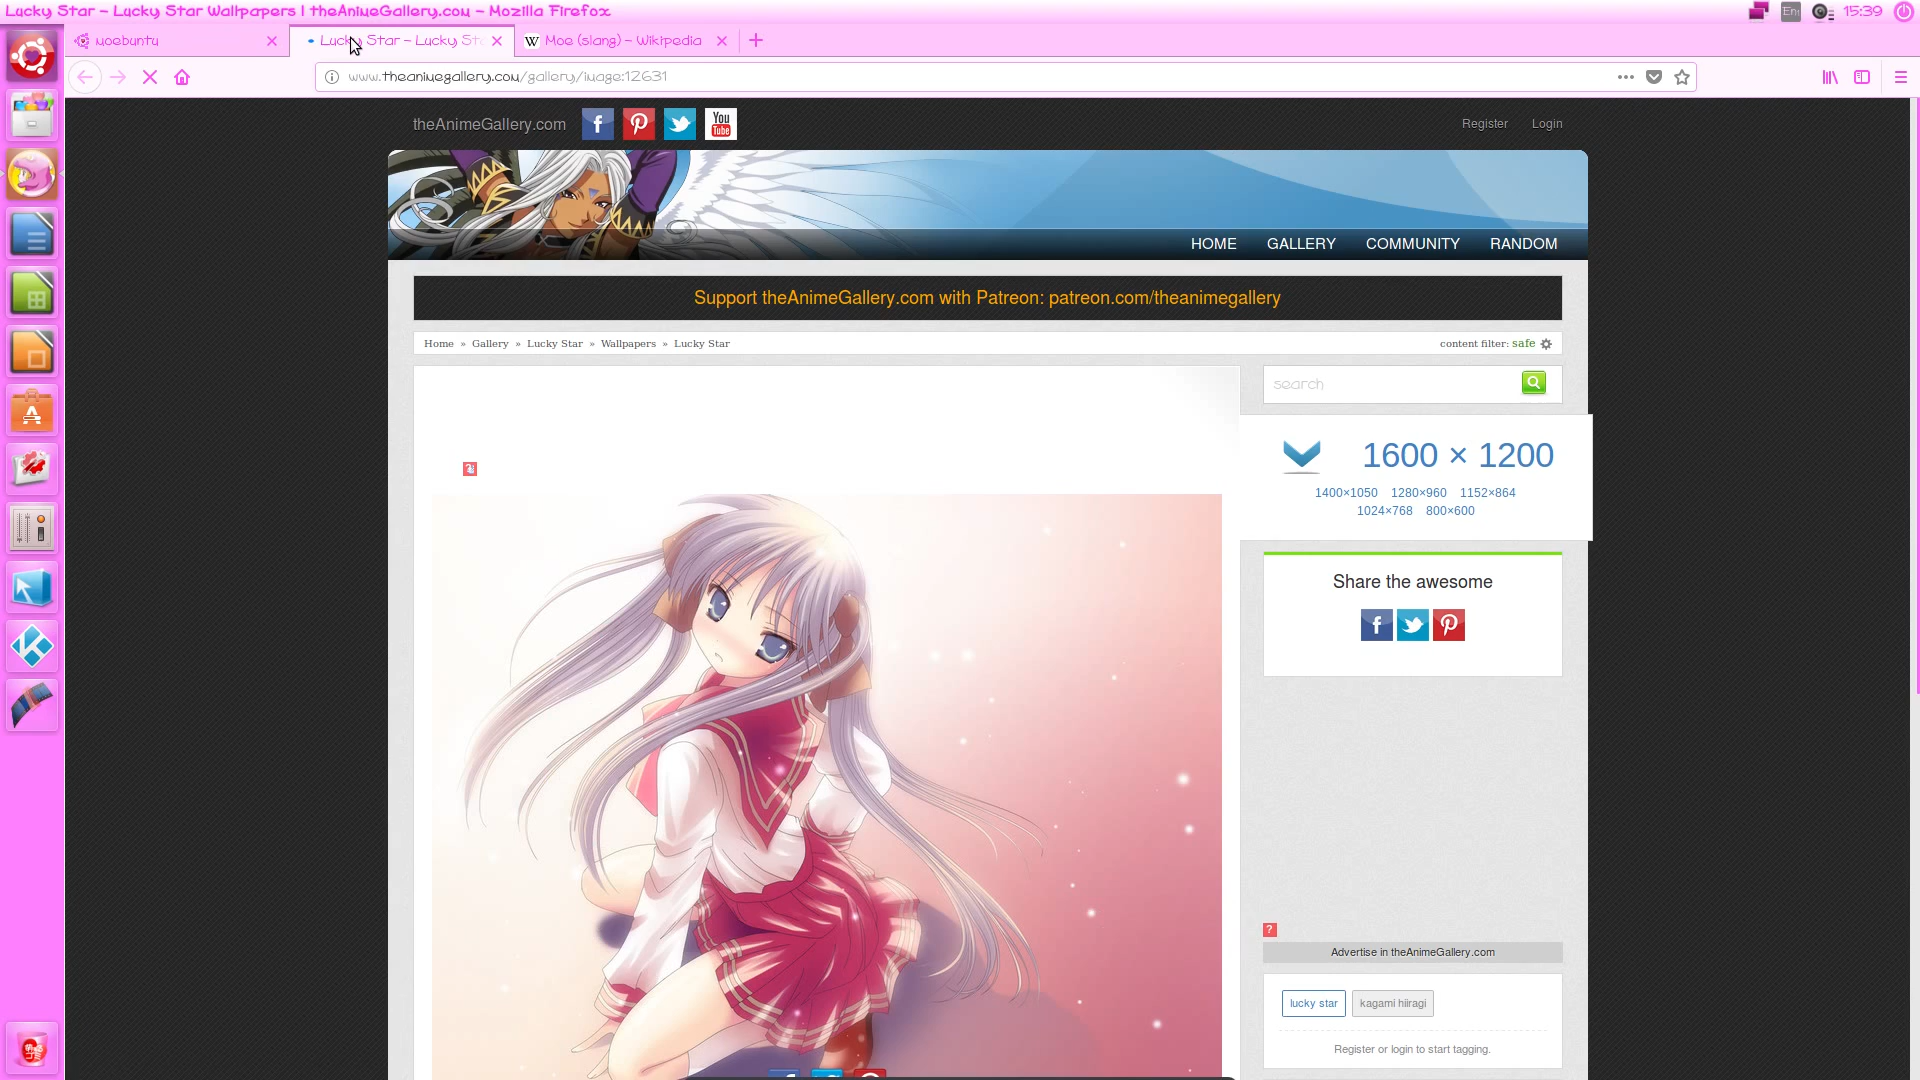 Lucky Star - Lucky Star Wallpapers | theAnimeGallery.com - Mozilla Firefox
En
15:39
moebuntu
Lucky Star - Lucky St
W Moe (slang) - Wikipedia
www.theanimegallery.com/gallery/image:12631
theAnimeGallery.com
You Tube
Register
Login
HOME
GALLERY
COMMUNITY
RANDOM
Support theAnimeGallery.com with Patreon: patreon.com/theanimegallery
Home » Gallery » Lucky Star » Wallpapers » Lucky Star
content filter: safe
search
1600 × 1200
1400×1050 1280×960 1152×864
1024×768 800×600
Share the awesome
?
Advertise in theAnimeGallery.com
lucky star
kagami hiiragi
Register or login to start tagging.